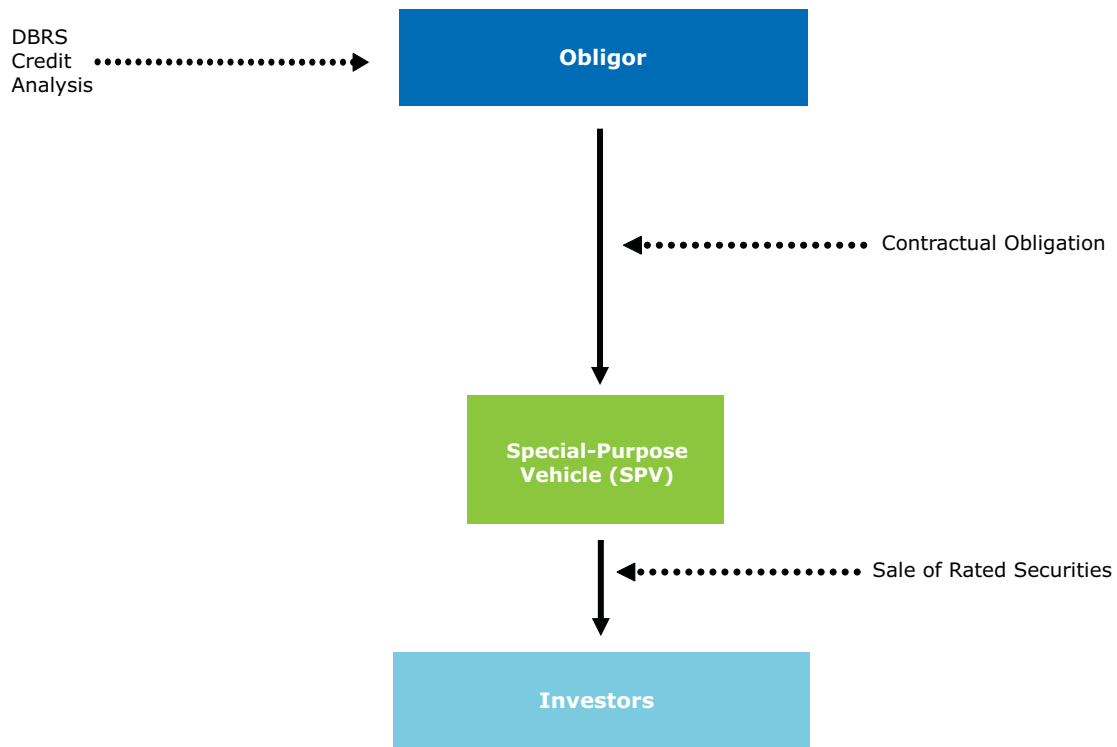 DBRS
Credit
Analysis
Obligor
Contractual Obligation
Special-Purpose
Vehicle (SPV)
Sale of Rated Securities
Investors